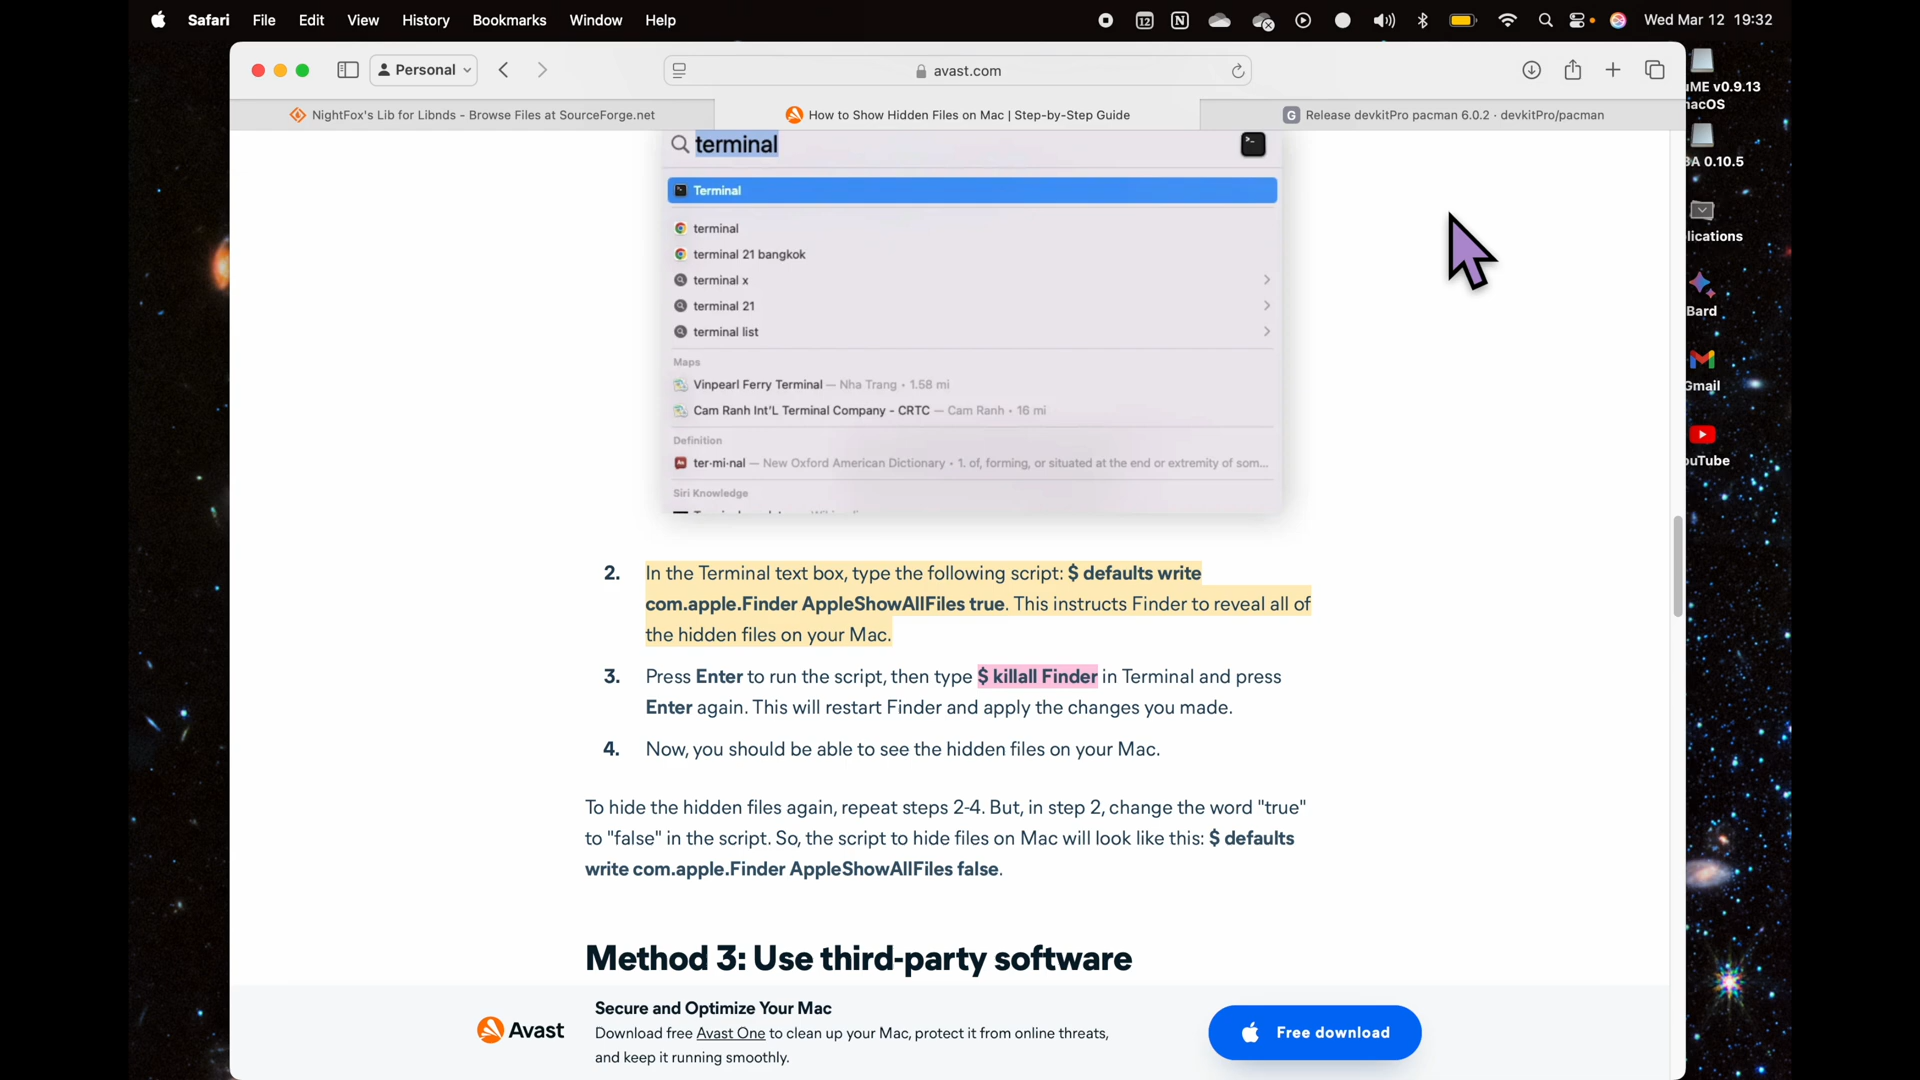 Safari File Edit View History Bookmarks Window Help 12 Wed Mar 12 19:32
Personal avast.com
NightFox's Lib for Libnds - Browse Files at SourceForge.net How to Show Hidden Files on Mac | Step-by-Step Guide Release devkitPro pacman 6.0.2 · devkitPro/pacman
terminal
Terminal
terminal
terminal 21 bangkok
terminal x
terminal 21
terminal list
Maps
Vinpearl Ferry Terminal — Nha Trang • 1.58 mi
Cam Ranh Int'L Terminal Company - CRTC — Cam Ranh • 16 mi
Definition
ter·mi·nal — New Oxford American Dictionary • 1. of, forming, or situated at the end or extremity of som...
Siri Knowledge
2. In the Terminal text box, type the following script: $ defaults write
com.apple.Finder AppleShowAllFiles true. This instructs Finder to reveal all of
the hidden files on your Mac.
3. Press Enter to run the script, then type $ killall Finder in Terminal and press
Enter again. This will restart Finder and apply the changes you made.
4. Now, you should be able to see the hidden files on your Mac.
To hide the hidden files again, repeat steps 2-4. But, in step 2, change the word "true"
to "false" in the script. So, the script to hide files on Mac will look like this: $ defaults
write com.apple.Finder AppleShowAllFiles false.
Method 3: Use third-party software
Avast
Secure and Optimize Your Mac
Download free Avast One to clean up your Mac, protect it from online threats,
and keep it running smoothly.
Free download
uME v0.9.13
nacOS
BA 0.10.5
lications
Bard
Gmail
ouTube